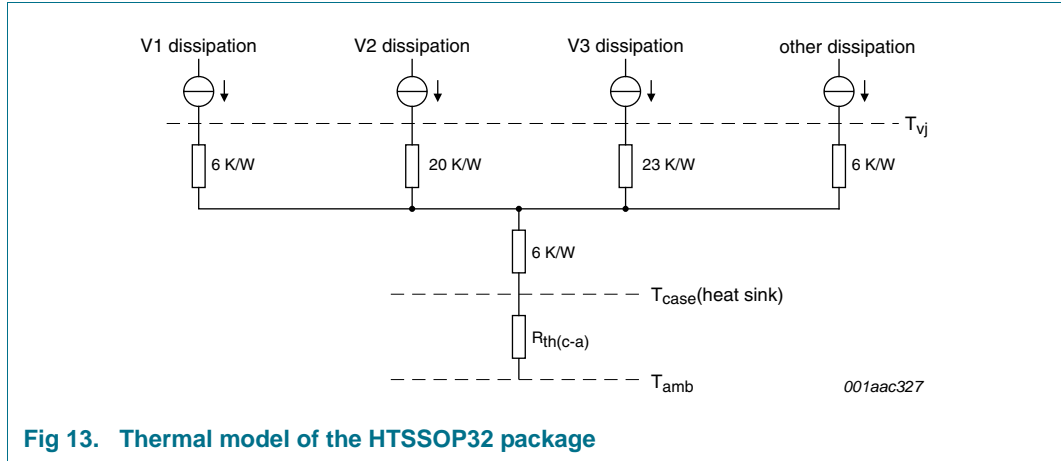 V1 dissipation V2 dissipation V3 dissipation other dissipation
Tvj
6 K/W 20 K/W 23 K/W 6 K/W
6 K/W
Tcase(heat sink)
Rth(c-a)
Tamb
001aac327
Fig 13. Thermal model of the HTSSOP32 package